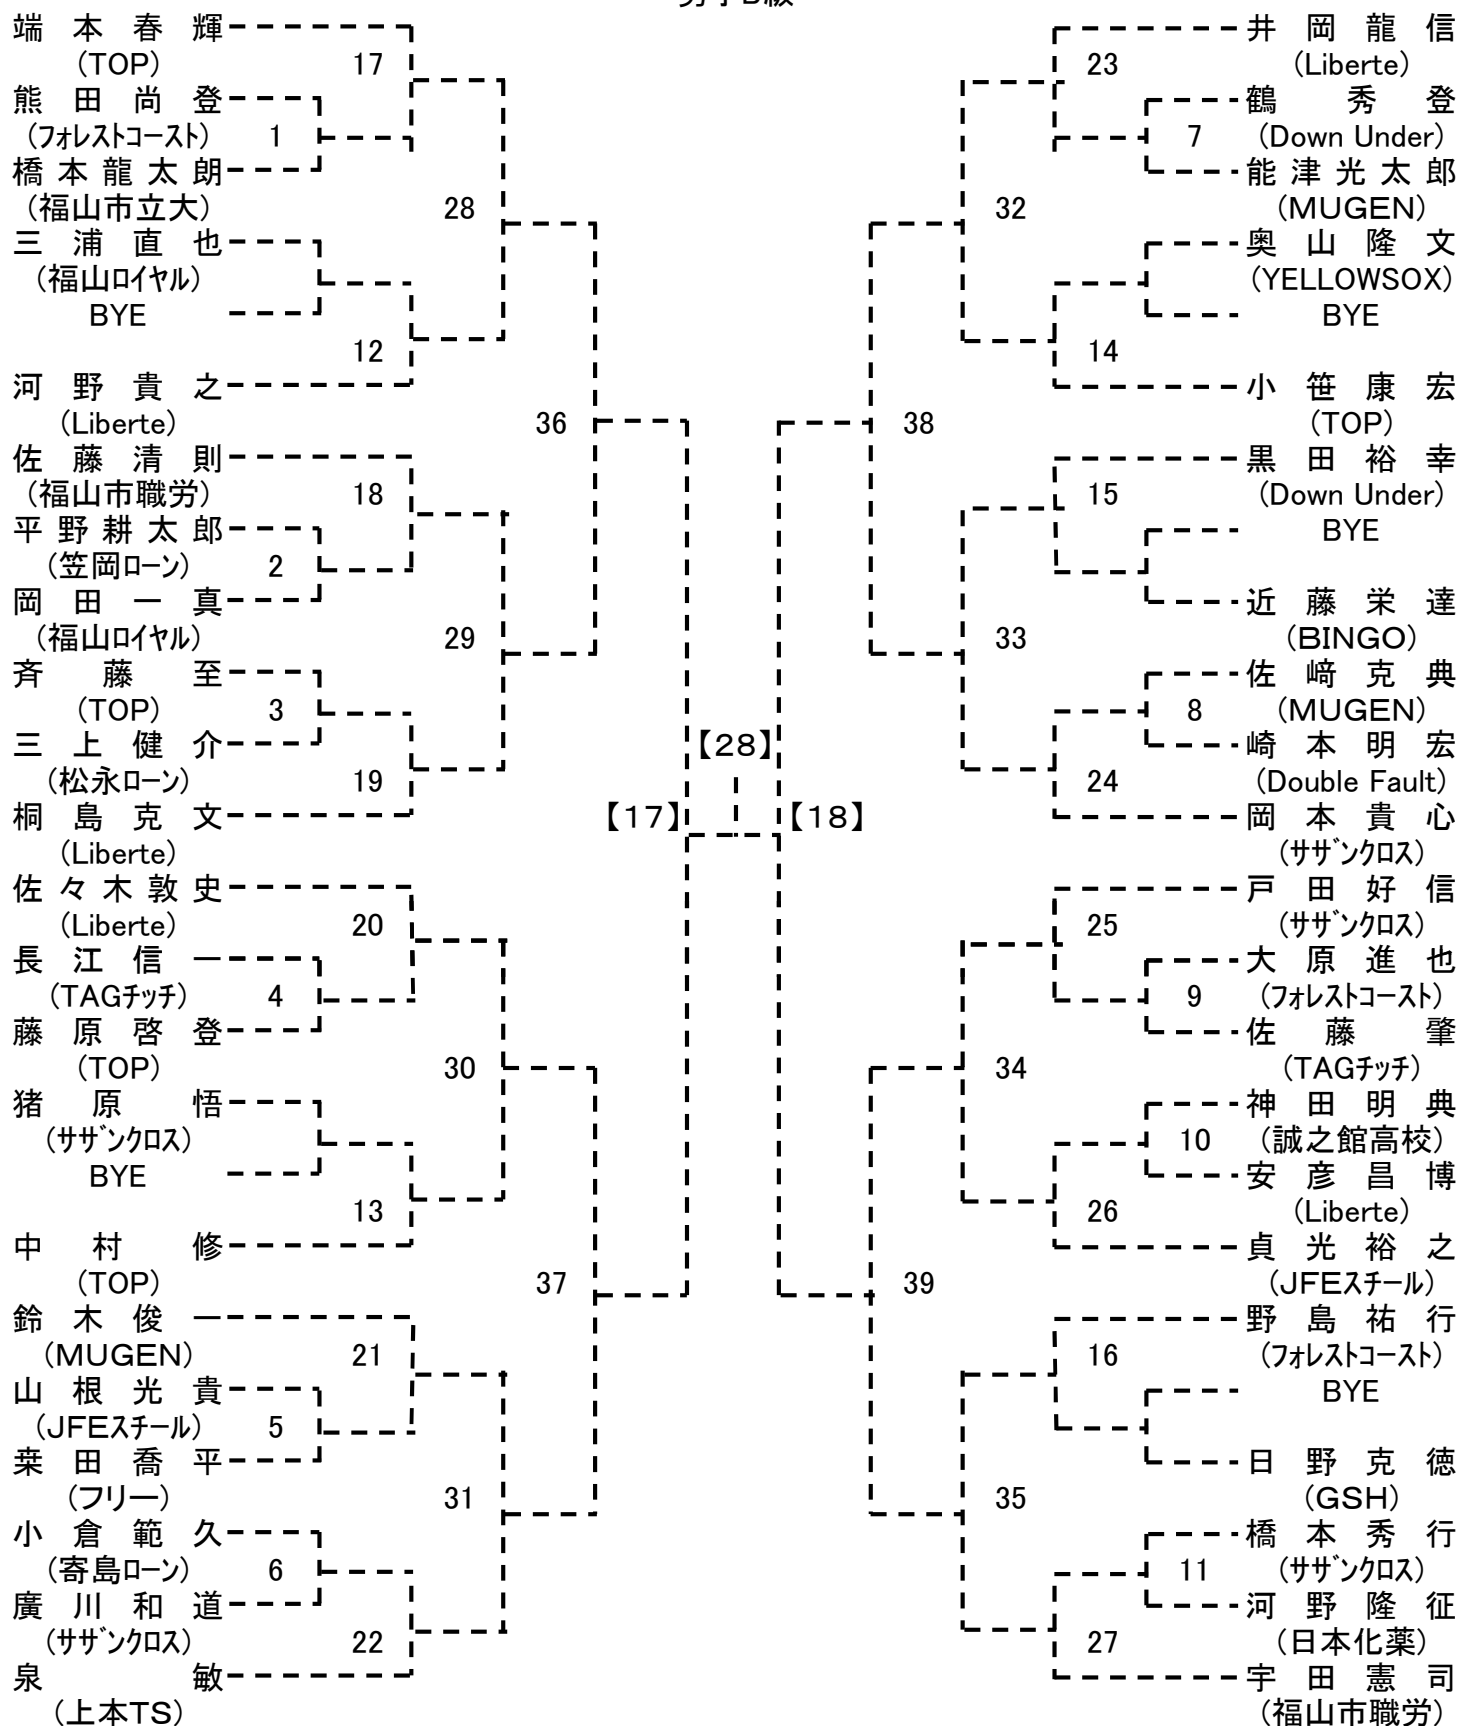 端本春輝
(TOP)
17
熊田尚登
(フォレストコースト)
1
橋本龍太朗
(福山市立大)
28
三浦直也
(福山ロイヤル)
BYE
12
河野貴之
(Liberte)
36
佐藤清則
(福山市職労)
18
平野耕太郎
(笠岡ローン)
2
岡田一真
(福山ロイヤル)
29
斉藤至
(TOP)
3
三上健介
(松永ローン)
19
桐島克文
(Liberte)
【17】
佐々木敦史
(Liberte)
20
長江信一
(TAGチッチ)
4
藤原啓登
(TOP)
30
猪原悟
(サザンクロス)
BYE
13
中村修
(TOP)
37
鈴木俊一
(MUGEN)
21
山根光貴
(JFEスチール)
5
桒田喬平
(フリー)
31
小倉範久
(寄島ローン)
6
廣川和道
(サザンクロス)
22
泉敏
(上本TS)
【28】
井岡龍信
(Liberte)
23
鶴秀登
(Down Under)
7
能津光太郎
(MUGEN)
32
奥山隆文
(YELLOWSOX)
BYE
14
小笹康宏
(TOP)
38
黒田裕幸
(Down Under)
15
BYE
近藤栄達
(BINGO)
33
佐﨑克典
(MUGEN)
8
崎本明宏
(Double Fault)
24
岡本貴心
(サザンクロス)
【18】
戸田好信
(サザンクロス)
25
大原進也
(フォレストコースト)
9
佐藤肇
(TAGチッチ)
34
神田明典
(誠之館高校)
10
安彦昌博
(Liberte)
26
貞光裕之
(JFEスチール)
39
野島祐行
(フォレストコースト)
16
BYE
日野克徳
(GSH)
35
橋本秀行
(サザンクロス)
11
河野隆征
(日本化薬)
27
宇田憲司
(福山市職労)